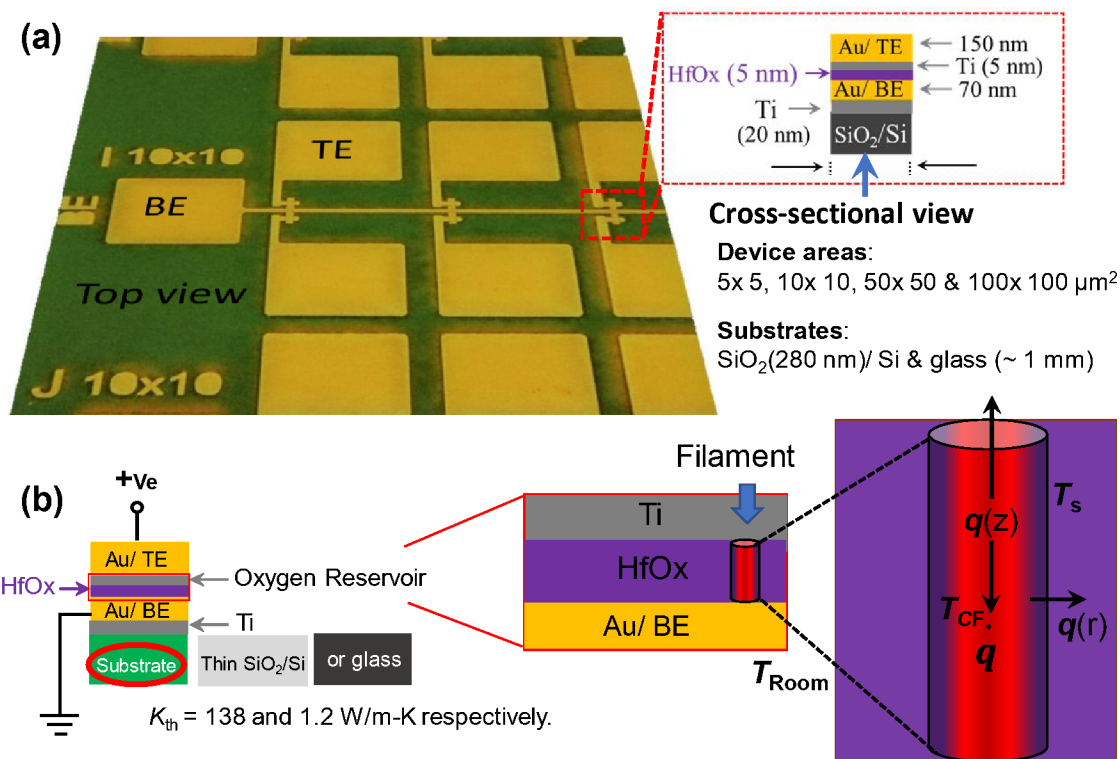 (a)
I 10x10
TE
BE
BE
Top view
J 10x10
Au/ TE
150 nm
Ti (5 nm)
HfOx (5 nm)
Au/ BE
70 nm
Ti
(20 nm)
SiO₂/Si
Cross-sectional view
Device areas:
5x 5, 10x 10, 50x 50 & 100x 100 µm²
Substrates:
SiO₂(280 nm)/ Si & glass (~ 1 mm)
(b)
+Ve
Au/ TE
HfOx
Oxygen Reservoir
Au/ BE
Ti
Substrate
Thin SiO₂/Si
or glass
Kth = 138 and 1.2 W/m-K respectively.
Filament
Ti
HfOx
Au/ BE
TRoom
Ts
q(z)
TCF.
q(r)
q